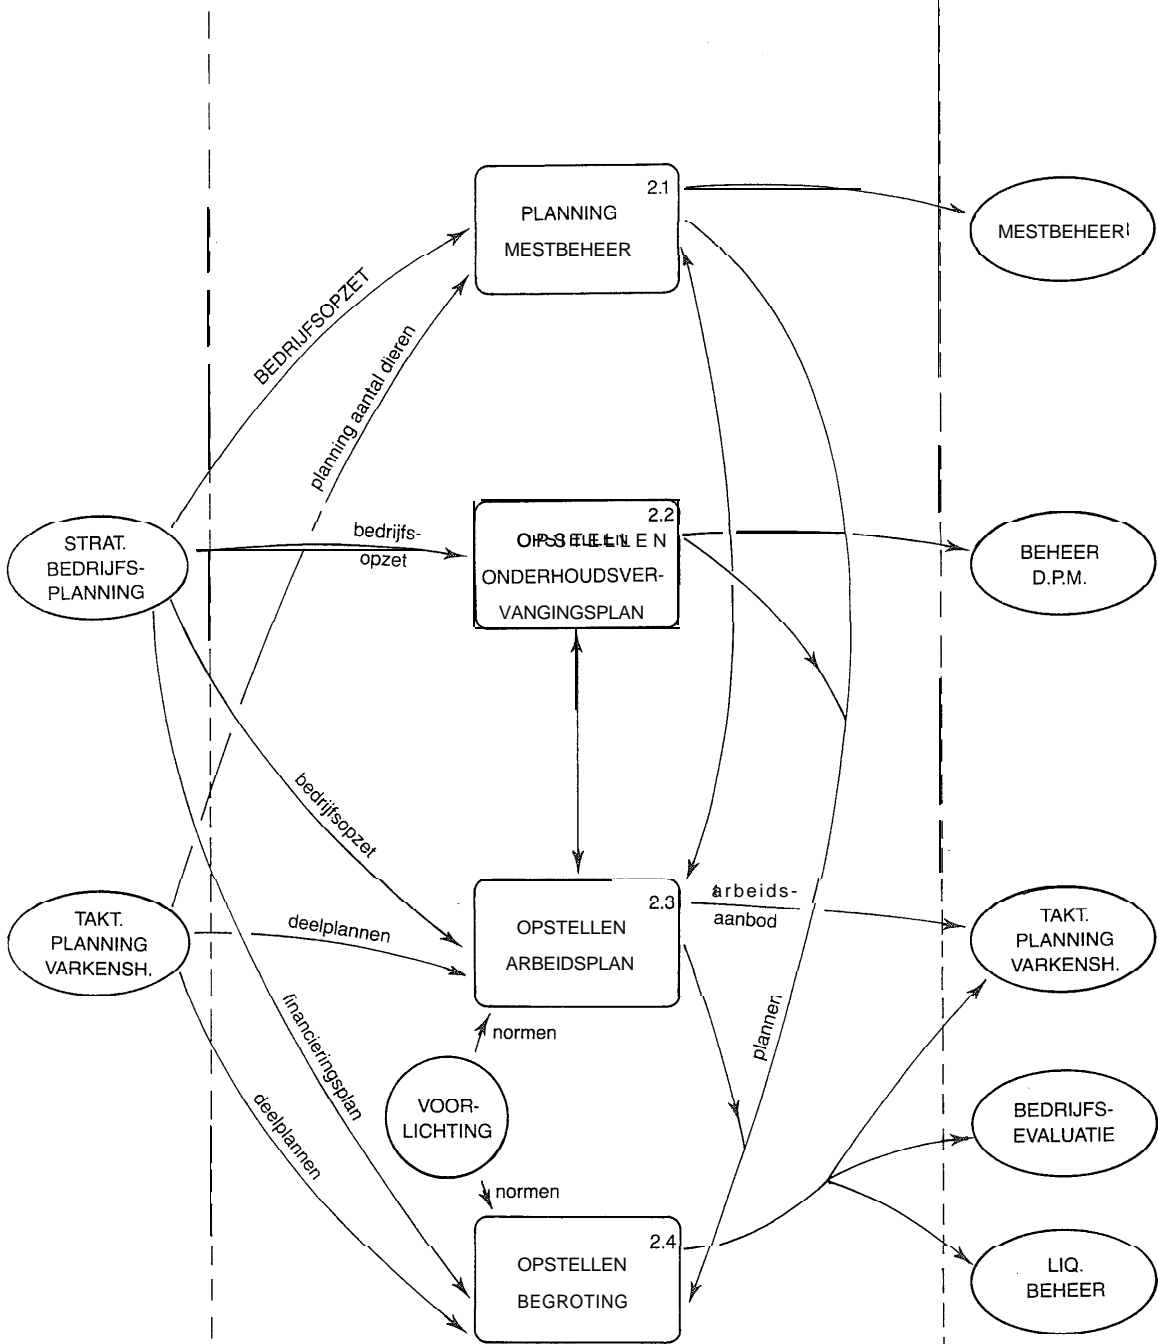 2.1
PLANNING
MESTBEHEER
MESTBEHEER
BEDRIJFSOPZET
planning aantal dieren
STRAT.
BEDRIJFS-
PLANNING
bedrijfs-
opzet
2.2
OPSTELLEN
ONDERHOUDSVER-
VANGINGSPLAN
BEHEER
D.P.M.
bedrijfsopzet
TAKT.
PLANNING
VARKENSH.
deelplannen
2.3
OPSTELLEN
ARBEIDSPLAN
arbeids-
aanbod
TAKT.
PLANNING
VARKENSH.
financieringsplan
deelplannen
normen
VOOR-
LICHTING
normen
planner.
BEDRIJFS-
EVALUATIE
2.4
OPSTELLEN
BEGROTING
LIQ.
BEHEER